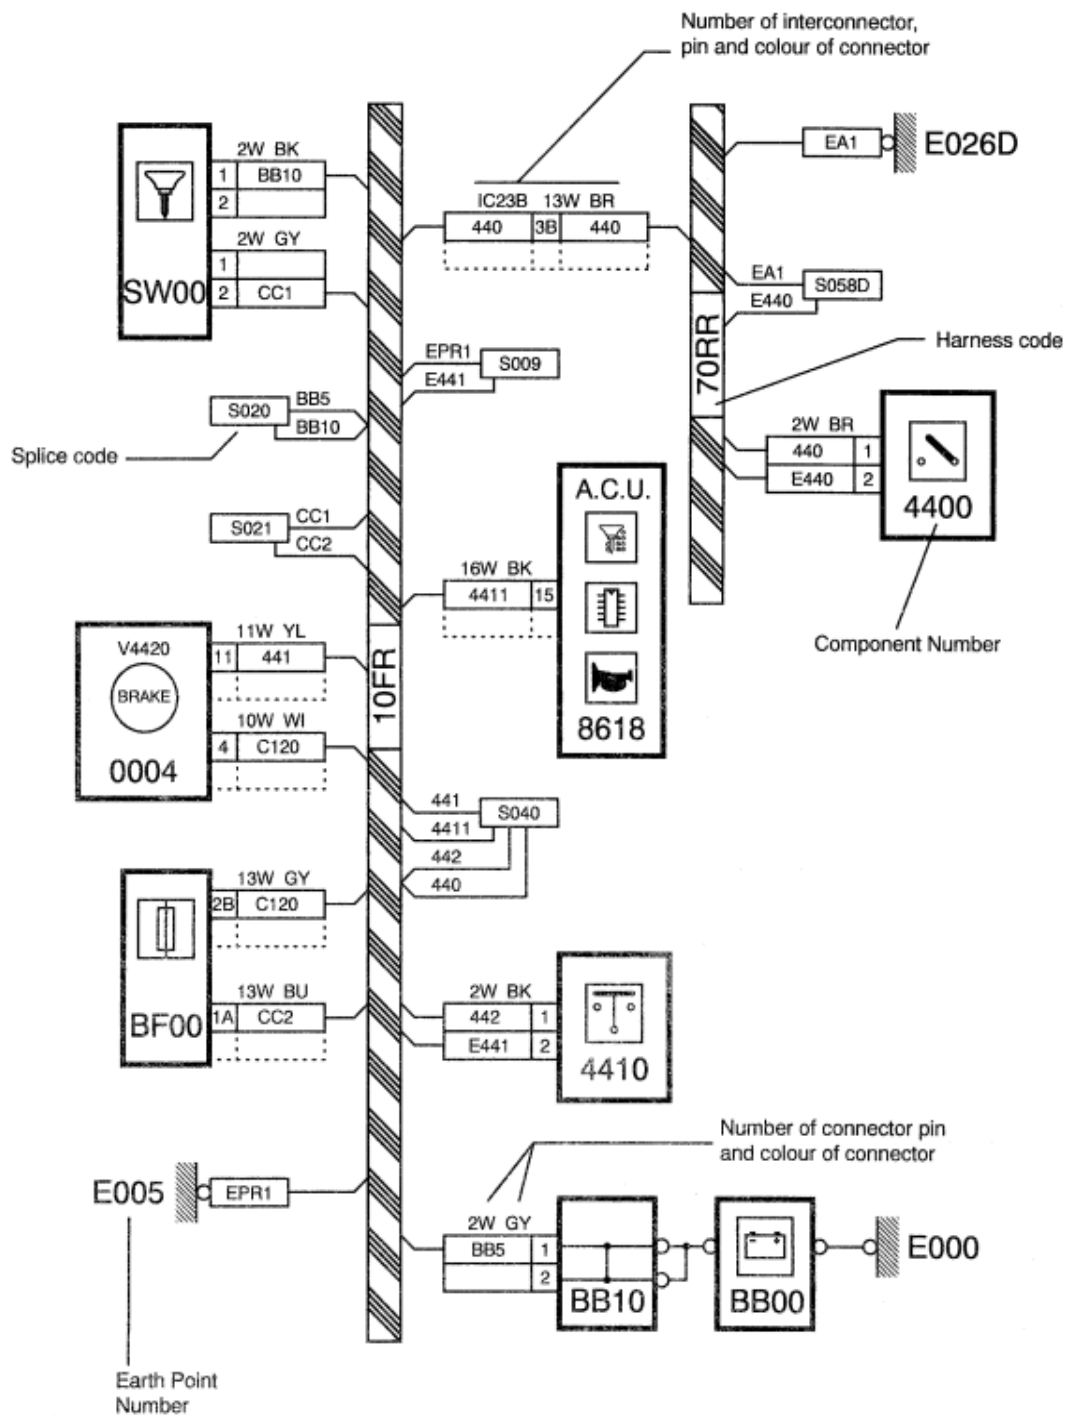 Number of interconnector,
pin and colour of connector
E026D
EA1
SW00
2W BK
1 BB10
2
2W GY
1
2 CC1
IC23B 13W BR
440 3B 440
EA1
E440
S058D
70RR
Harness code
EPR1
E441
S009
S020
BB5
BB10
Splice code
2W BR
440 1
E440 2
4400
Component Number
A.C.U.
8618
S021
CC1
CC2
16W BK
4411 15
10FR
V4420
BRAKE
0004
11W YL
11 441
10W WI
4 C120
441
4411
442
440
S040
BF00
13W GY
2B C120
13W BU
1A CC2
2W BK
442 1
E441 2
4410
Number of connector pin
and colour of connector
E005
EPR1
2W GY
BB5 1
2
BB10
BB00
E000
Earth Point
Number